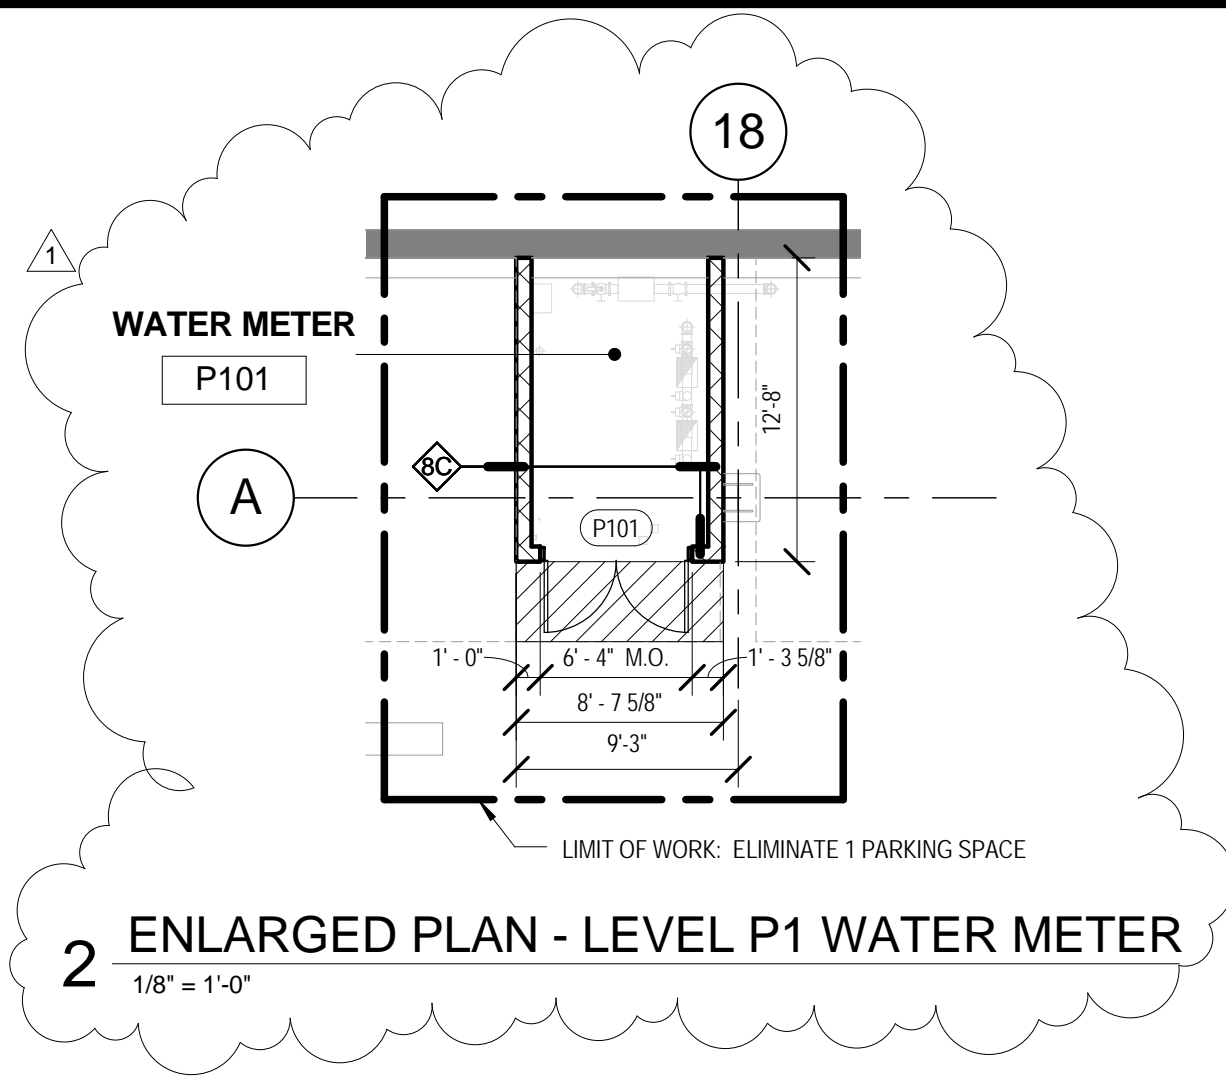 18
1
WATER METER
P101
12'-8"
8C
A
P101
1' - 0"
6' - 4" M.O.
1' - 3 5/8"
8' - 7 5/8"
9'-3"
LIMIT OF WORK: ELIMINATE 1 PARKING SPACE
2
ENLARGED PLAN - LEVEL P1 WATER METER
1/8" = 1'-0"